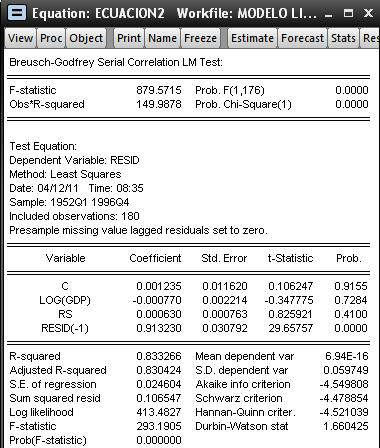 Equation: ECUACION2 Workfile: MODELO LI...
View Proc Object Print Name Freeze Estimate Forecast Stats Res
Breusch-Godfrey Serial Correlation LM Test:
F-statistic 879.5715 Prob. F(1,176) 0.0000
Obs*R-squared 149.9878 Prob. Chi-Square(1) 0.0000
Test Equation:
Dependent Variable: RESID
Method: Least Squares
Date: 04/12/11 Time: 08:35
Sample: 1952Q1 1996Q4
Included observations: 180
Presample missing value lagged residuals set to zero.
Variable Coefficient Std. Error t-Statistic Prob.
C 0.001235 0.011620 0.106247 0.9155
LOG(GDP) -0.000770 0.002214 -0.347775 0.7284
RS 0.000630 0.000763 0.825921 0.4100
RESID(-1) 0.913230 0.030792 29.65757 0.0000
R-squared 0.833266 Mean dependent var 6.94E-16
Adjusted R-squared 0.830424 S.D. dependent var 0.059749
S.E. of regression 0.024604 Akaike info criterion -4.549808
Sum squared resid 0.106547 Schwarz criterion -4.478854
Log likelihood 413.4827 Hannan-Quinn criter. -4.521039
F-statistic 293.1905 Durbin-Watson stat 1.660425
Prob(F-statistic) 0.000000